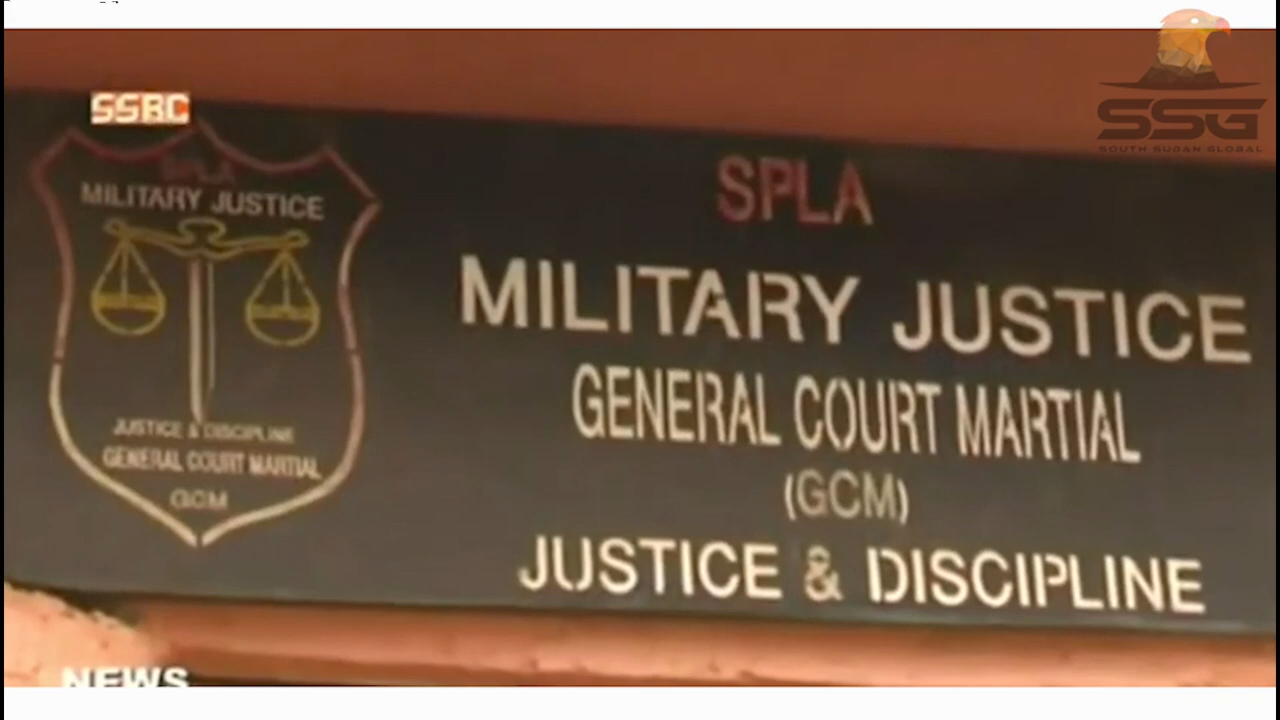 SSBC
SSG
SOUTH SUDAN GLOBAL
SPLA
MILITARY JUSTICE
JUSTICE & DISCIPLINE
GENERAL COURT MARTIAL
GCM
SPLA
MILITARY JUSTICE
GENERAL COURT MARTIAL
(GCM)
JUSTICE & DISCIPLINE
NEWS